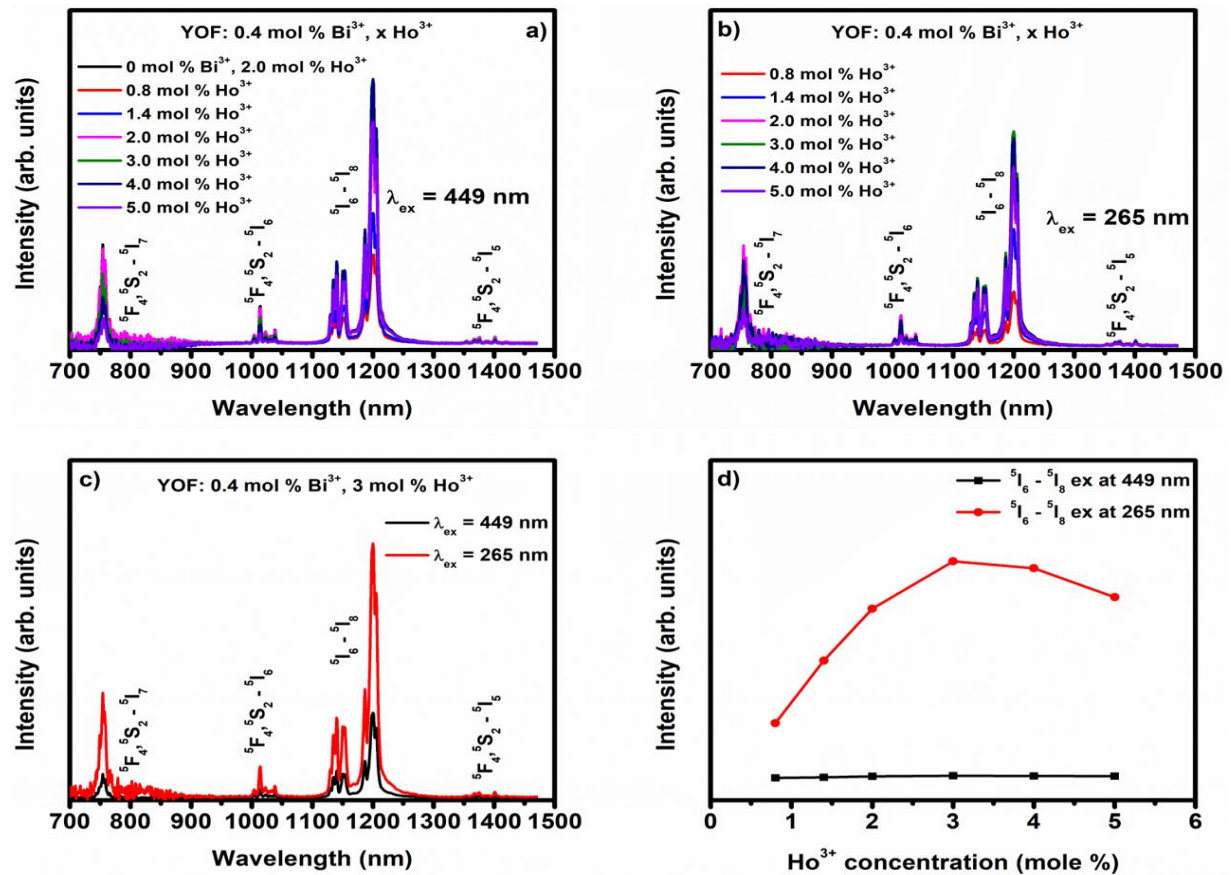 YOF: 0.4 mol % Bi³⁺, x Ho³⁺
a)
0 mol % Bi³⁺, 2.0 mol % Ho³⁺
0.8 mol % Ho³⁺
1.4 mol % Ho³⁺
2.0 mol % Ho³⁺
3.0 mol % Ho³⁺
4.0 mol % Ho³⁺
5.0 mol % Ho³⁺
λex = 449 nm
⁵F₄,⁵S₂ - ⁵I₇
⁵F₄,⁵S₂ - ⁵I₆
⁵I₆ - ⁵I₈
⁵F₄,⁵S₂ - ⁵I₅
Intensity (arb. units)
700 800 900 1000 1100 1200 1300 1400 1500
Wavelength (nm)
b)
YOF: 0.4 mol % Bi³⁺, x Ho³⁺
0.8 mol % Ho³⁺
1.4 mol % Ho³⁺
2.0 mol % Ho³⁺
3.0 mol % Ho³⁺
4.0 mol % Ho³⁺
5.0 mol % Ho³⁺
λex = 265 nm
⁵F₄,⁵S₂ - ⁵I₇
⁵F₄,⁵S₂ - ⁵I₆
⁵I₆ - ⁵I₈
⁵F₄,⁵S₂ - ⁵I₅
Intensity (arb. units)
700 800 900 1000 1100 1200 1300 1400 1500
Wavelength (nm)
c)
YOF: 0.4 mol % Bi³⁺, 3 mol % Ho³⁺
λex = 449 nm
λex = 265 nm
⁵F₄,⁵S₂ - ⁵I₇
⁵F₄,⁵S₂ - ⁵I₆
⁵I₆ - ⁵I₈
⁵F₄,⁵S₂ - ⁵I₅
Intensity (arb. units)
700 800 900 1000 1100 1200 1300 1400 1500
Wavelength (nm)
d)
⁵I₆ - ⁵I₈ ex at 449 nm
⁵I₆ - ⁵I₈ ex at 265 nm
Intensity (arb. units)
0 1 2 3 4 5 6
Ho³⁺ concentration (mole %)